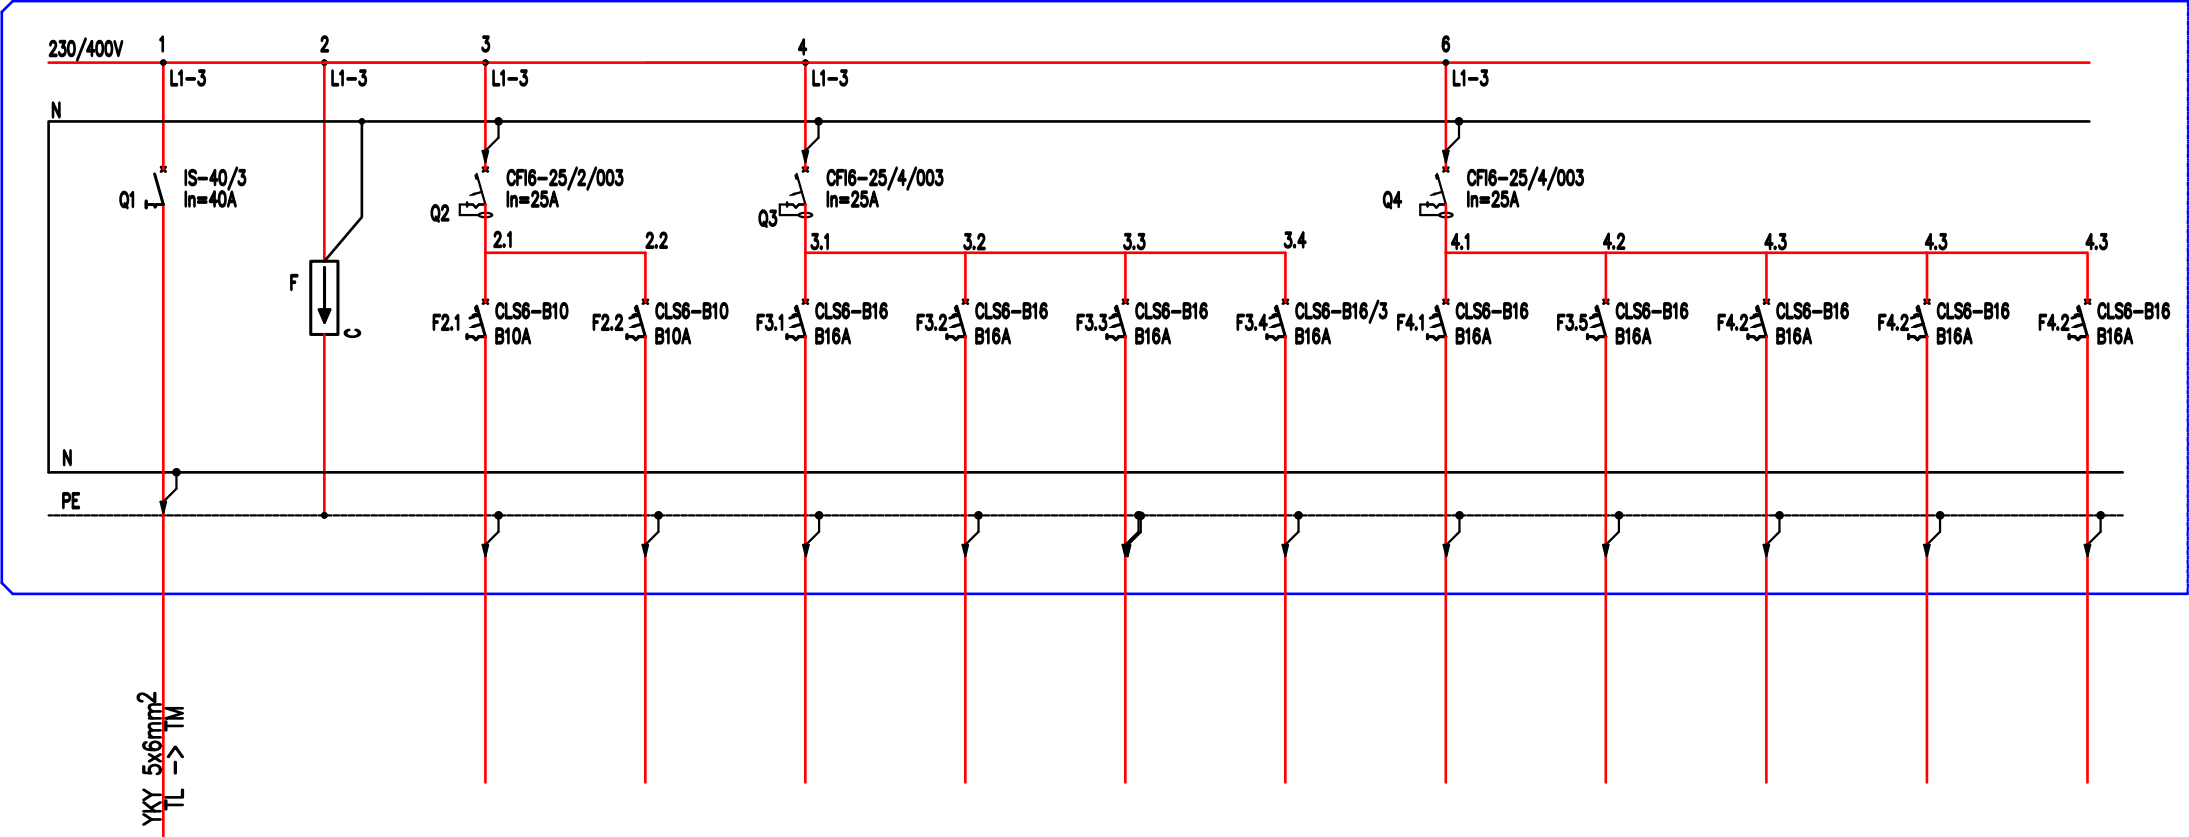 230/400V
1
2
3
4
6
L1-3
L1-3
L1-3
L1-3
L1-3
N
Q1
IS-40/3
In=40A
Q2
CFI6-25/2/003
In=25A
Q3
CFI6-25/4/003
In=25A
Q4
CFI6-25/4/003
In=25A
2.1
2.2
3.1
3.2
3.3
3.4
4.1
4.2
4.3
4.3
4.3
F
C
F2.1
CLS6-B10
B10A
F2.2
CLS6-B10
B10A
F3.1
CLS6-B16
B16A
F3.2
CLS6-B16
B16A
F3.3
CLS6-B16
B16A
F3.4
CLS6-B16/3
B16A
F4.1
CLS6-B16
B16A
F3.5
CLS6-B16
B16A
F4.2
CLS6-B16
B16A
F4.2
CLS6-B16
B16A
F4.2
CLS6-B16
B16A
N
PE
YKY 5x6mm2
TL -> TM